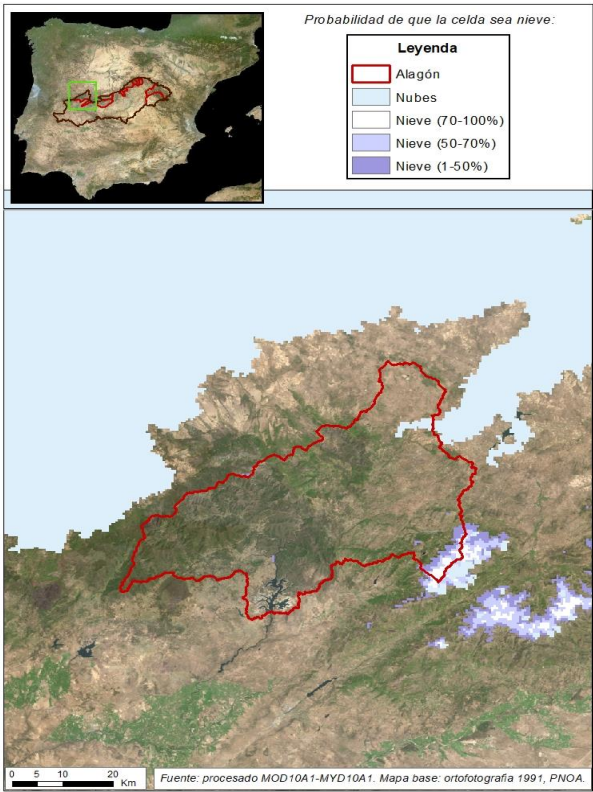 Probabilidad de que la celda sea nieve:
Leyenda
Alagón
Nubes
Nieve (70-100%)
Nieve (50-70%)
Nieve (1-50%)
0 5 10 20
Km
Fuente: procesado MOD10A1-MYD10A1. Mapa base: ortofotografia 1991, PNOA.